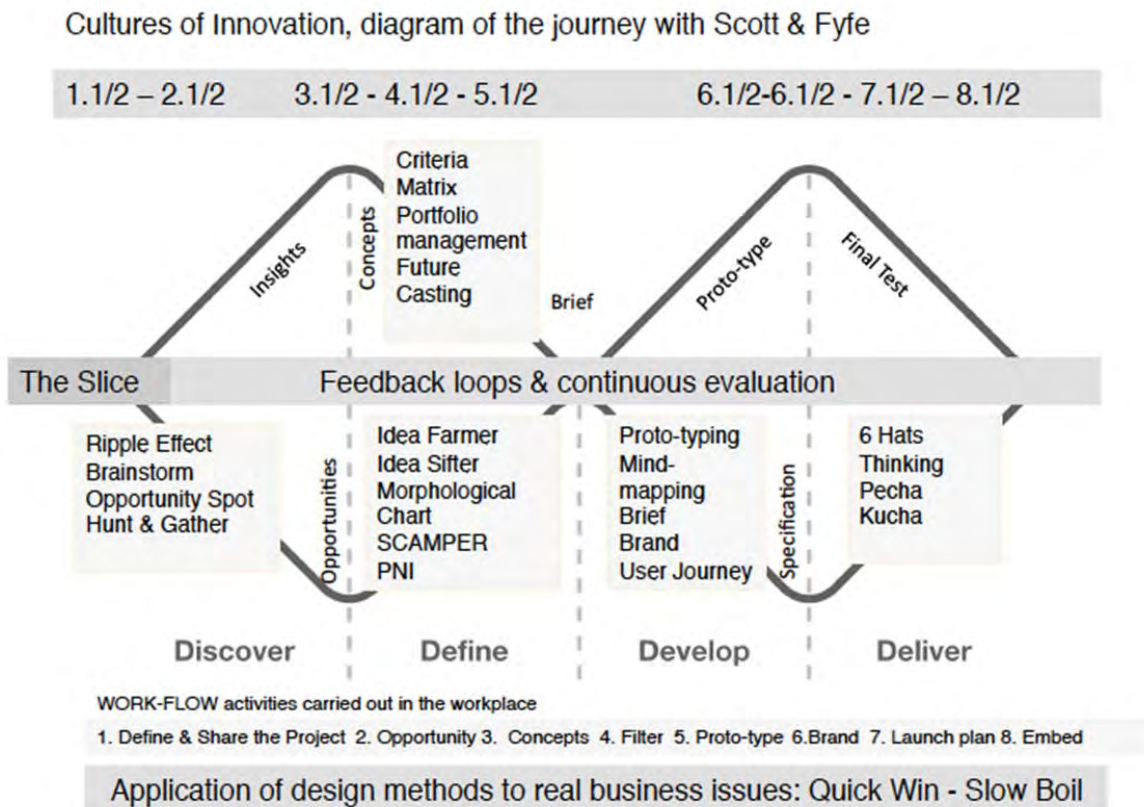 Cultures of Innovation, diagram of the journey with Scott & Fyfe
1.1/2 – 2.1/2
3.1/2 - 4.1/2 - 5.1/2
6.1/2-6.1/2 - 7.1/2 – 8.1/2
Insights
Concepts
Criteria
Matrix
Portfolio
management
Future
Casting
Brief
Proto-type
Final Test
The Slice
Feedback loops & continuous evaluation
Ripple Effect
Brainstorm
Opportunity Spot
Hunt & Gather
Opportunities
Idea Farmer
Idea Sifter
Morphological
Chart
SCAMPER
PNI
Proto-typing
Mind-
mapping
Brief
Brand
User Journey
Specification
6 Hats
Thinking
Pecha
Kucha
Discover
Define
Develop
Deliver
WORK-FLOW activities carried out in the workplace
1. Define & Share the Project 2. Opportunity 3. Concepts 4. Filter 5. Proto-type 6.Brand 7. Launch plan 8. Embed
Application of design methods to real business issues: Quick Win - Slow Boil